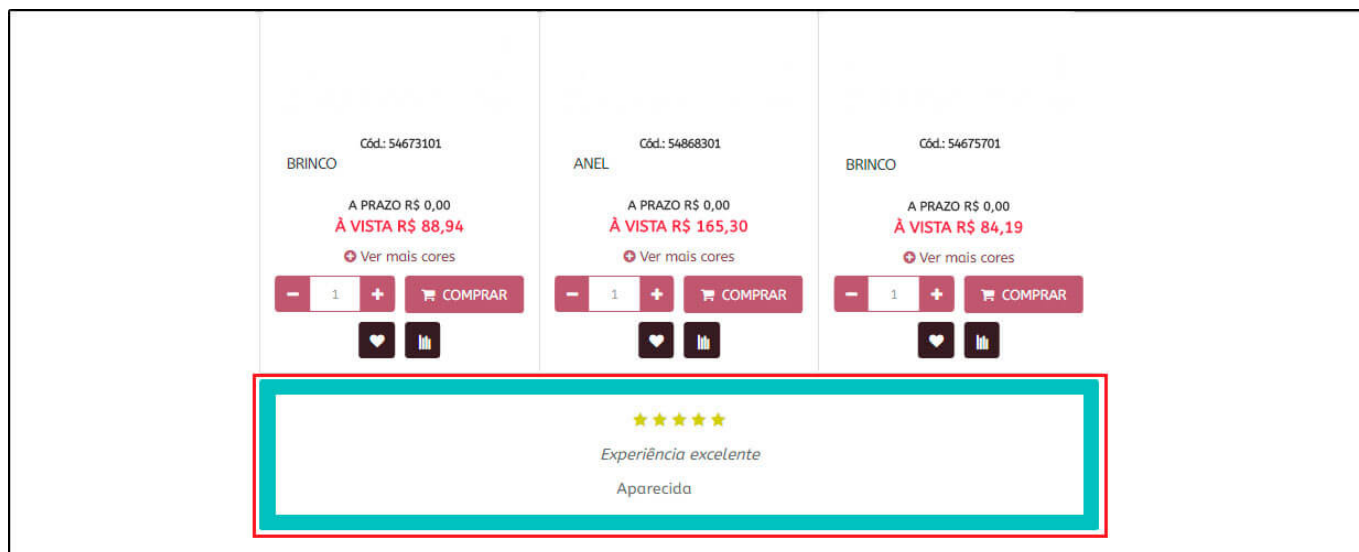 Cód.: 54673101
BRINCO
A PRAZO R$ 0,00
À VISTA R$ 88,94
Ver mais cores
1 COMPRAR
Cód.: 54868301
ANEL
A PRAZO R$ 0,00
À VISTA R$ 165,30
Ver mais cores
1 COMPRAR
Cód.: 54675701
BRINCO
A PRAZO R$ 0,00
À VISTA R$ 84,19
Ver mais cores
1 COMPRAR
Experiência excelente
Aparecida